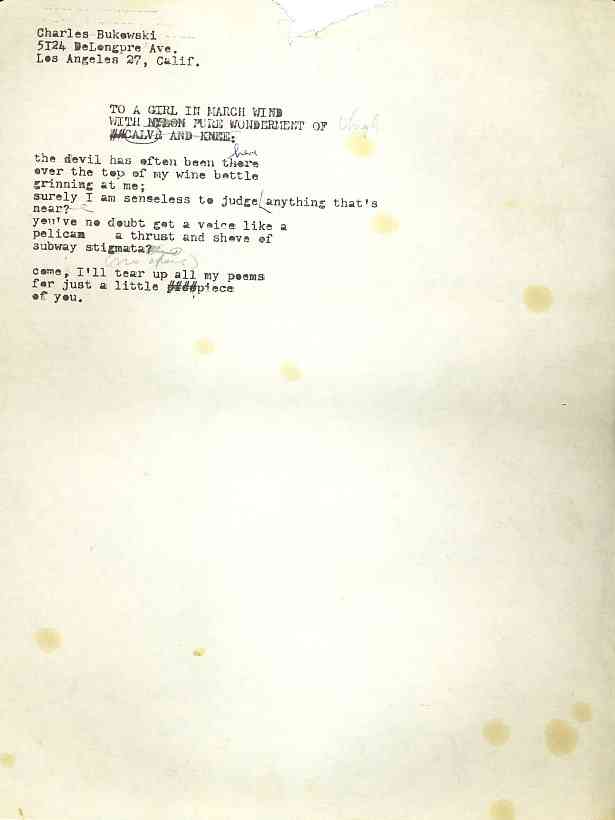 Charles Bukowski
5124 DeLongpre Ave.
Los Angeles 27, Calif.
TO A GIRL IN MARCH WIND
WITH NYLON PURE WONDERMENT OF
CALVE AND KNEE:
here
the devil has often been there
over the top of my wine bottle
grinning at me;
surely I am senseless to judge anything that's
near?
you've no doubt got a voice like a
pelican a thrust and shove of
subway stigmata?
(no space)
come, I'll tear up all my poems
for just a little piece
of you.